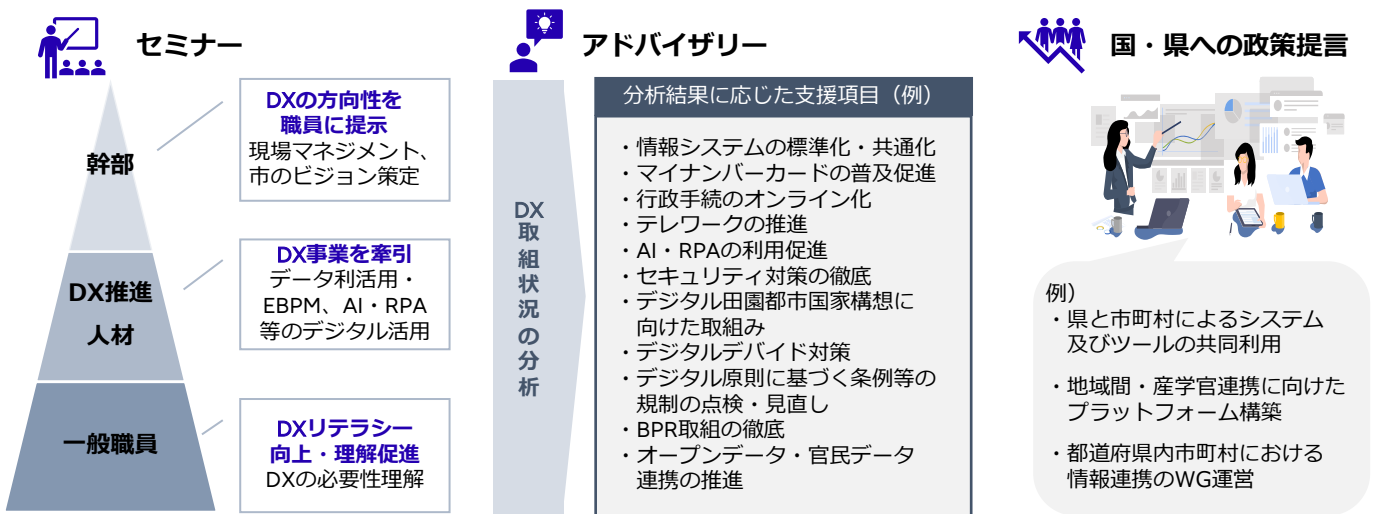 セミナー
幹部
DX推進
人材
一般職員
DXの方向性を
職員に提示
現場マネジメント、
市のビジョン策定
DX事業を牽引
データ利活用・
EBPM、AI・RPA
等のデジタル活用
DXリテラシー
向上・理解促進
DXの必要性理解
アドバイザリー
DX取組状況の分析
分析結果に応じた支援項目（例）
・情報システムの標準化・共通化
・マイナンバーカードの普及促進
・行政手続のオンライン化
・テレワークの推進
・AI・RPAの利用促進
・セキュリティ対策の徹底
・デジタル田園都市国家構想に
向けた取組み
・デジタルデバイド対策
・デジタル原則に基づく条例等の
規制の点検・見直し
・BPR取組の徹底
・オープンデータ・官民データ
連携の推進
国・県への政策提言
例）
・県と市町村によるシステム
及びツールの共同利用
・地域間・産学官連携に向けた
プラットフォーム構築
・都道府県内市町村における
情報連携のWG運営